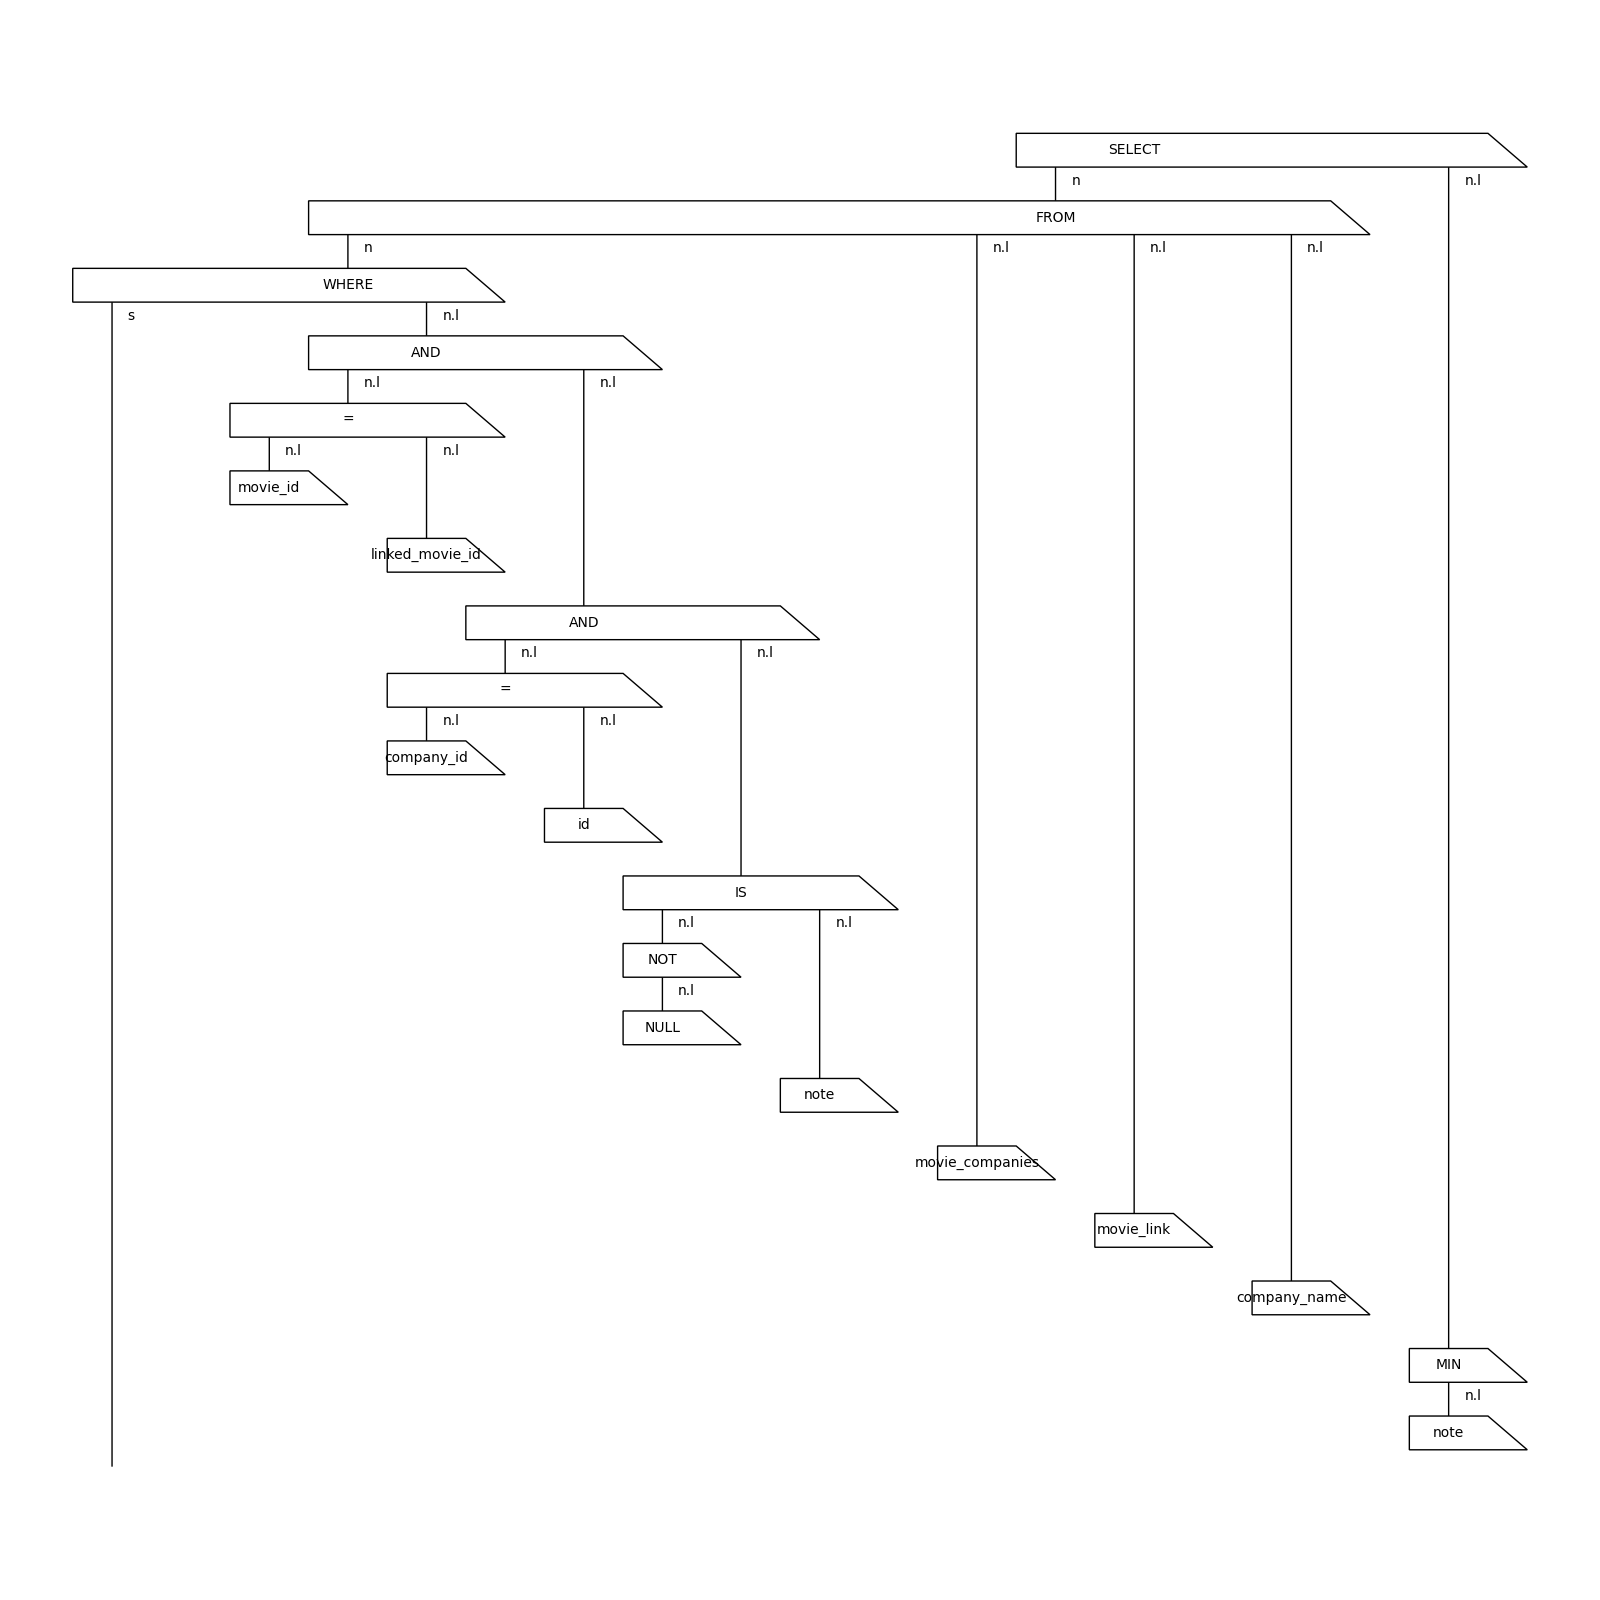 SELECT
n
n.l
FROM
n
n.l
n.l
n.l
WHERE
s
n.l
AND
n.l
n.l
=
n.l
n.l
movie_id
linked_movie_id
AND
n.l
n.l
=
n.l
n.l
company_id
id
IS
n.l
n.l
NOT
n.l
NULL
note
movie_companies
movie_link
company_name
MIN
n.l
note